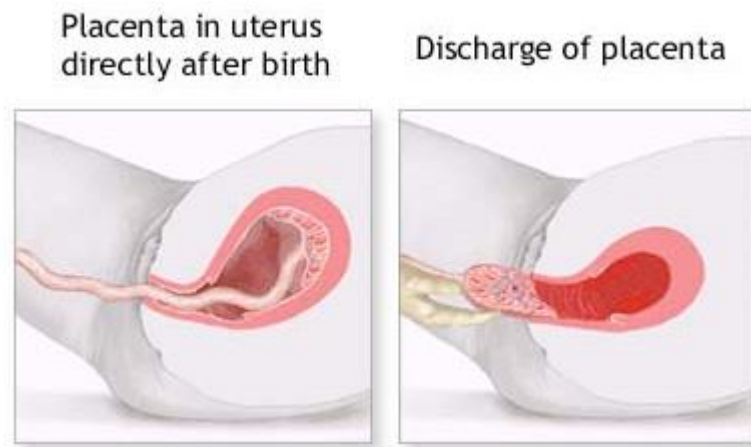 Placenta in uterus
directly after birth
Discharge of placenta